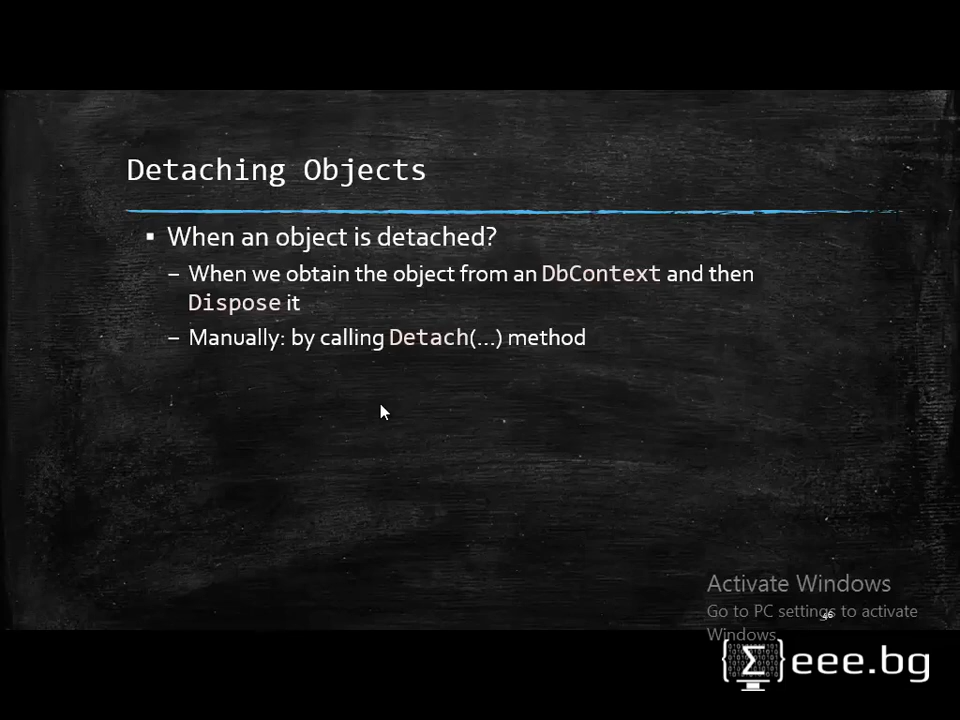 Detaching Objects
▪ When an object is detached?
– When we obtain the object from an DbContext and then
Dispose it
– Manually: by calling Detach(...) method
Activate Windows
Go to PC settings to activate
Windows.
46
{Σ}eee.bg